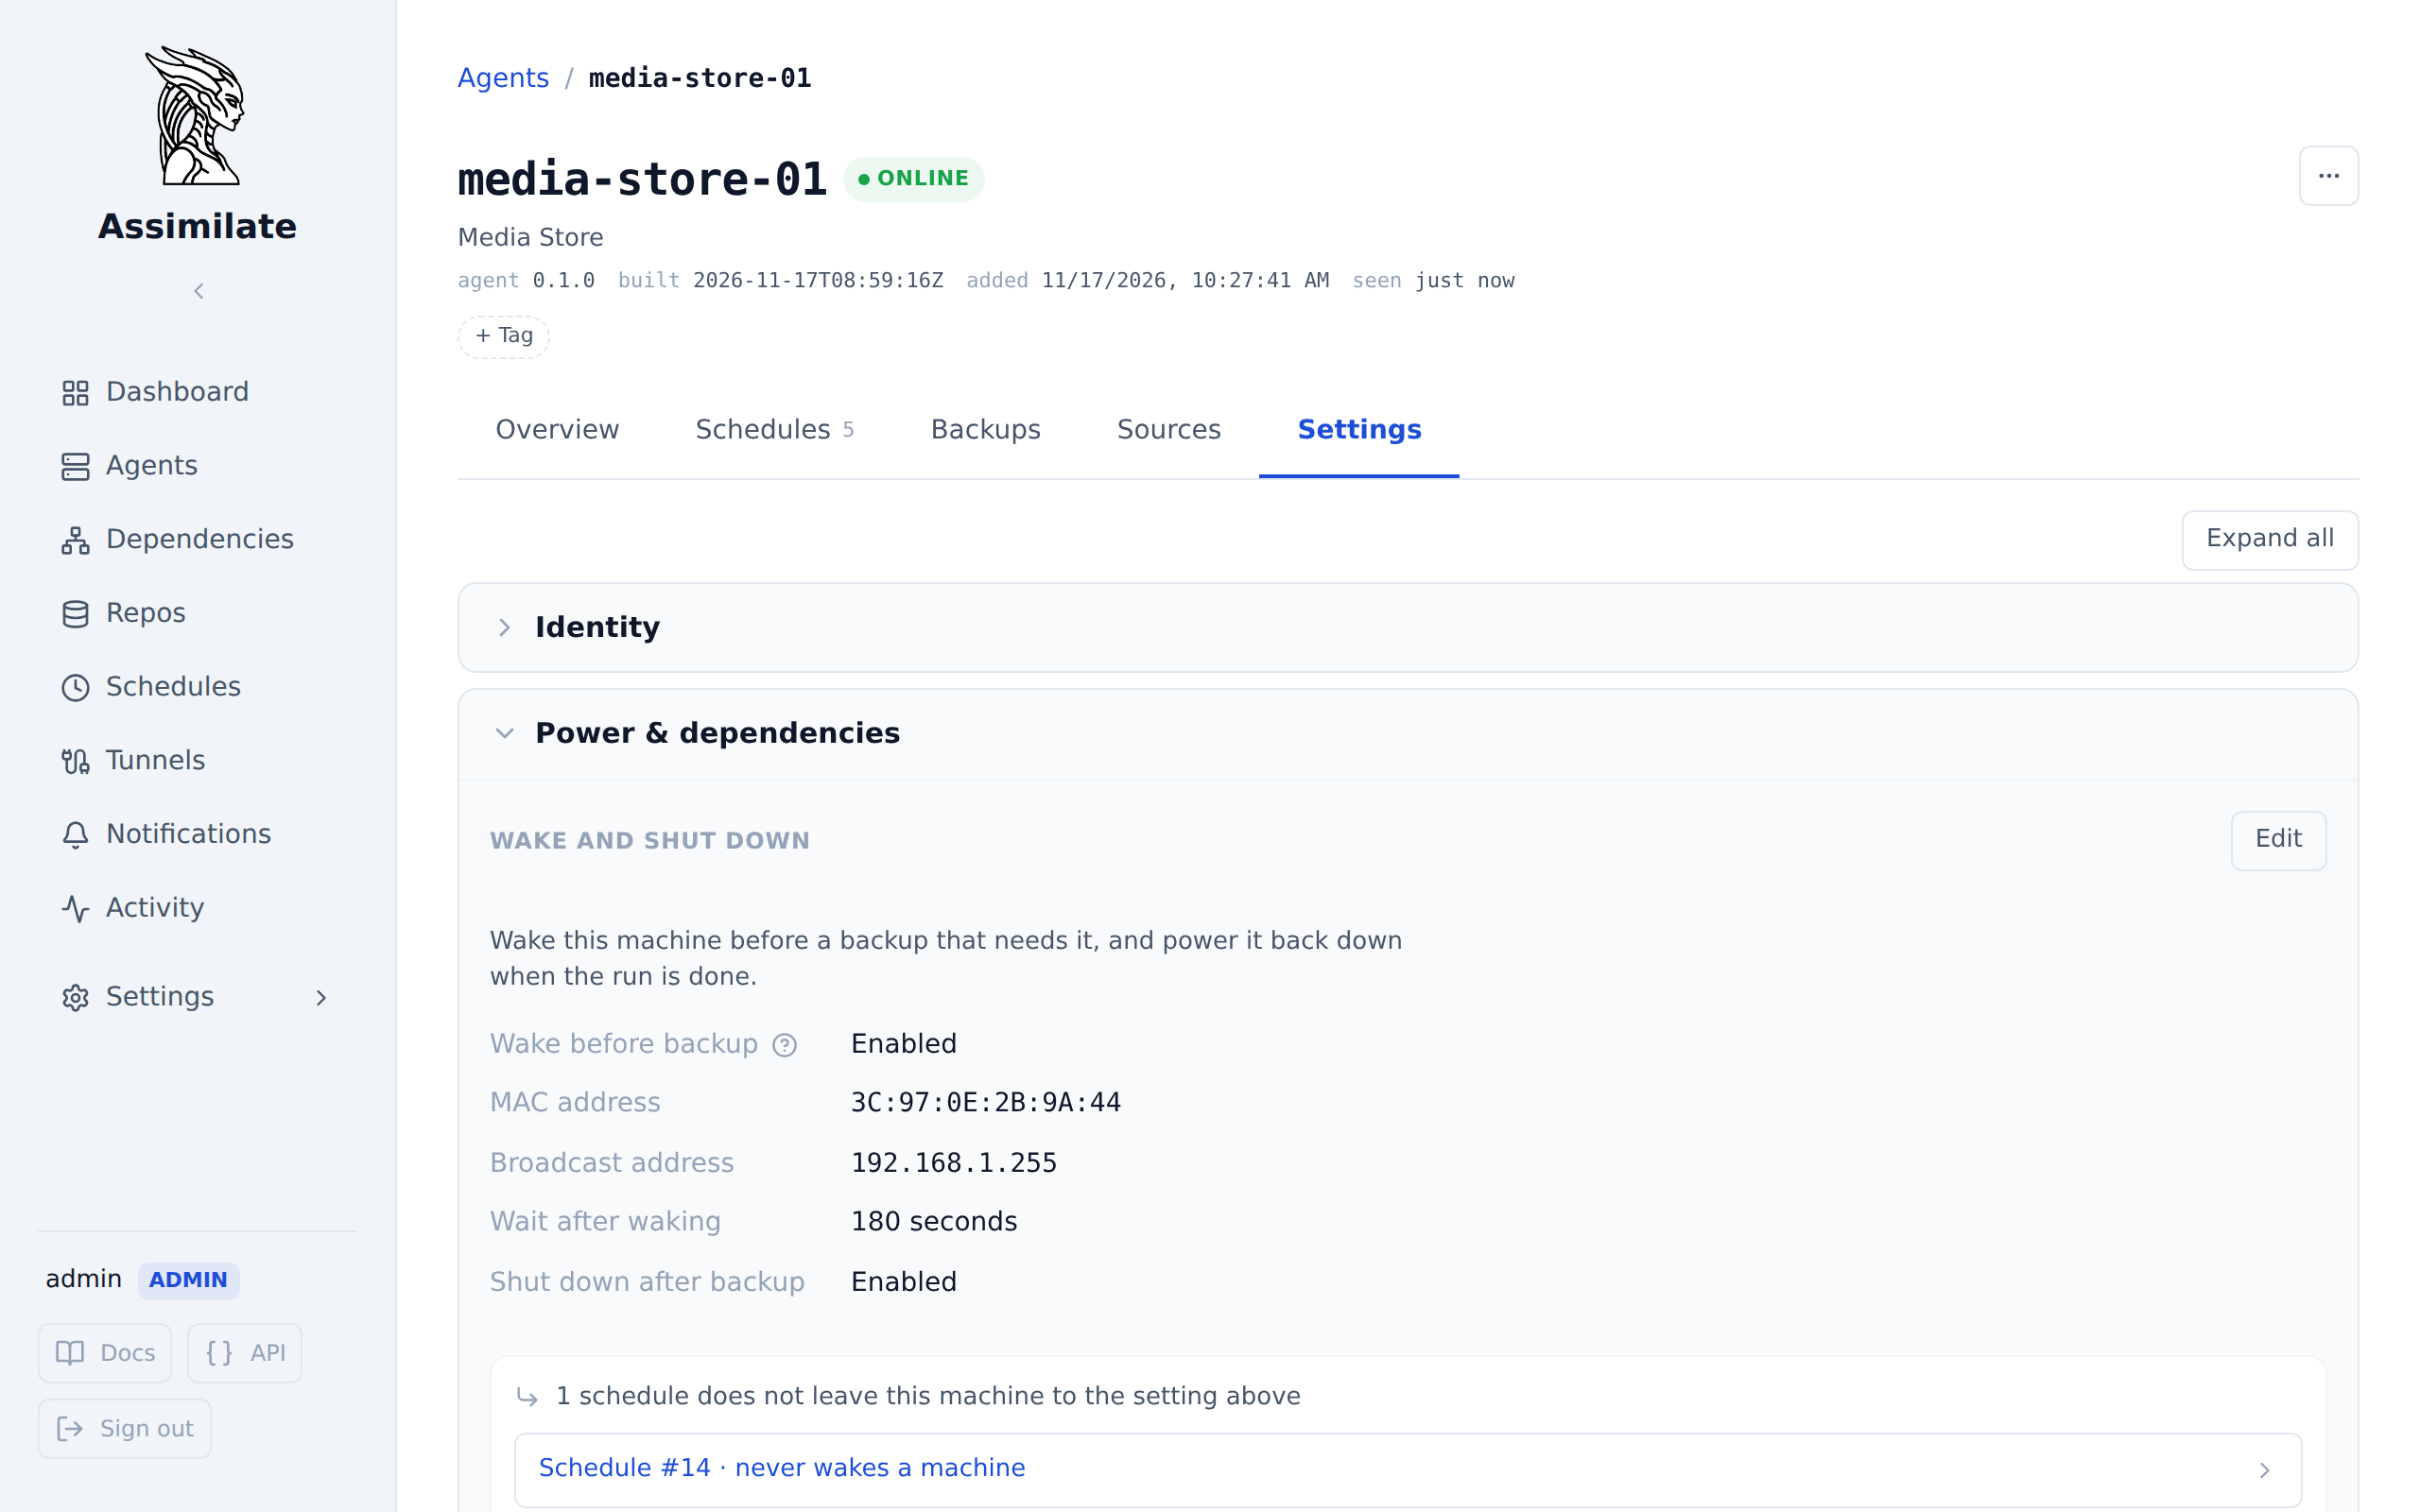 Assimilate
Dashboard
Agents
Dependencies
Repos
Schedules
Tunnels
Notifications
Activity
Settings
admin ADMIN
Docs
{} API
Sign out
Agents / media-store-01
media-store-01 ONLINE
...
Media Store
agent 0.1.0 built 2026-11-17T08:59:16Z added 11/17/2026, 10:27:41 AM seen just now
+ Tag
Overview Schedules 5 Backups Sources Settings
Expand all
Identity
Power & dependencies
WAKE AND SHUT DOWN
Edit
Wake this machine before a backup that needs it, and power it back down
when the run is done.
Wake before backup ? Enabled
MAC address 3C:97:0E:2B:9A:44
Broadcast address 192.168.1.255
Wait after waking 180 seconds
Shut down after backup Enabled
1 schedule does not leave this machine to the setting above
Schedule #14 · never wakes a machine